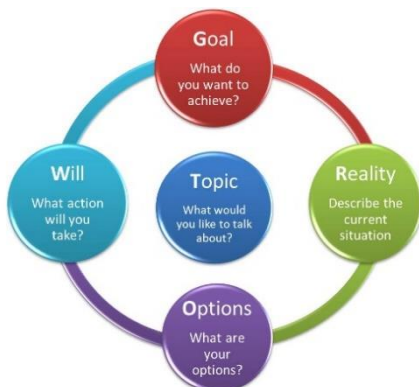 Goal
What do
you want to
achieve?
Will
What action
will you
take?
Topic
What would
you like to talk
about?
Reality
Describe the
current
situation
Options
What are
your
options?